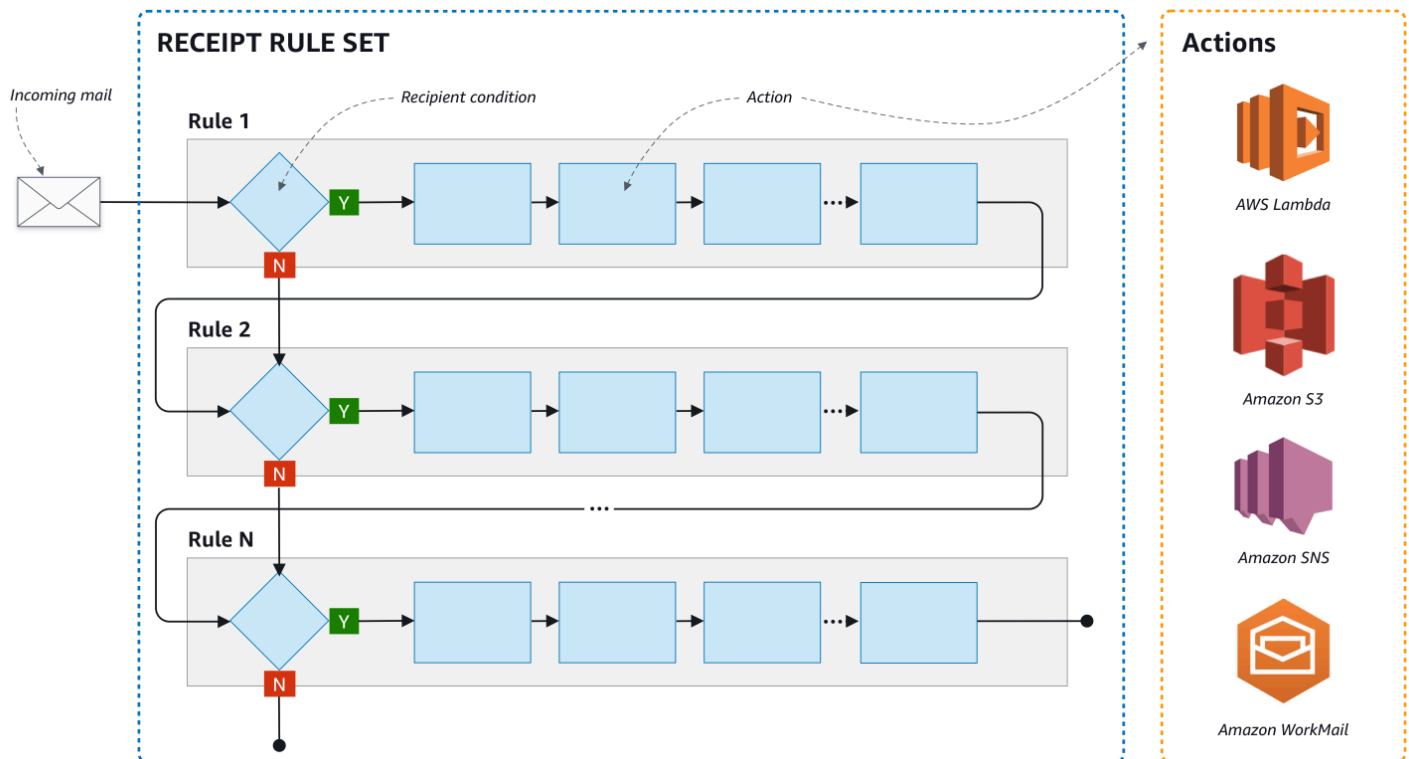 RECEIPT RULE SET
Actions
Incoming mail
Recipient condition
Action
Rule 1
Y
...
N
AWS Lambda
Rule 2
Y
...
N
Amazon S3
...
Rule N
Y
...
N
Amazon SNS
Amazon WorkMail